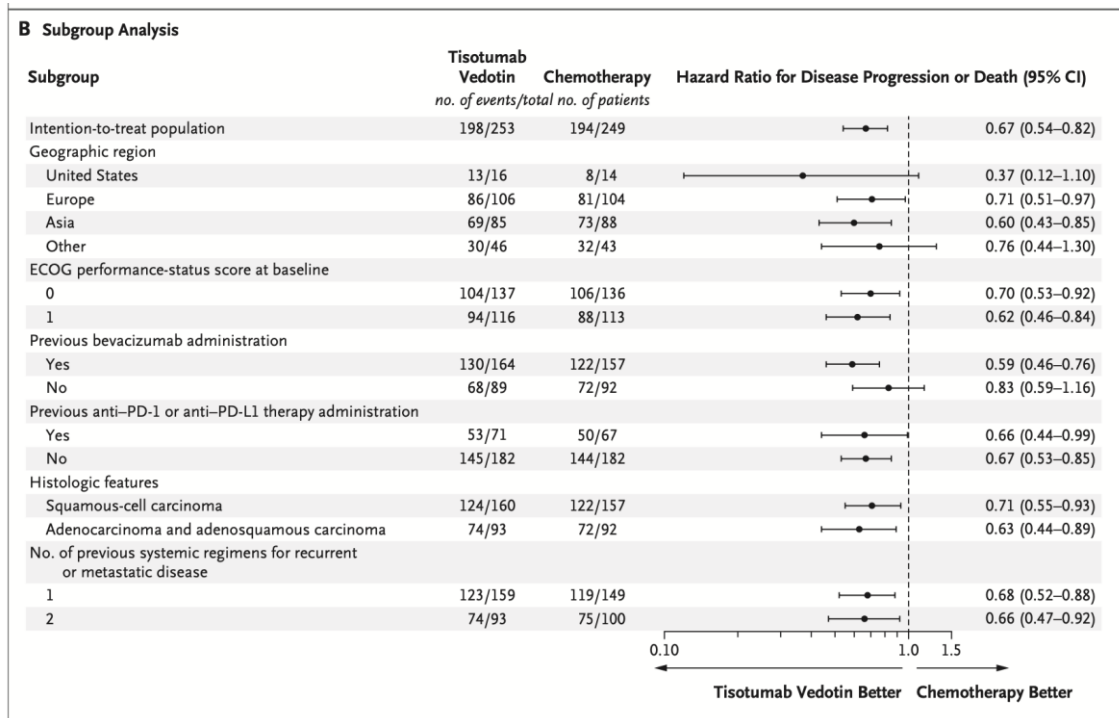 B Subgroup Analysis
Subgroup Tisotumab Vedotin Chemotherapy Hazard Ratio for Disease Progression or Death (95% CI)
no. of events/total no. of patients
Intention-to-treat population 198/253 194/249 0.67 (0.54–0.82)
Geographic region
United States 13/16 8/14 0.37 (0.12–1.10)
Europe 86/106 81/104 0.71 (0.51–0.97)
Asia 69/85 73/88 0.60 (0.43–0.85)
Other 30/46 32/43 0.76 (0.44–1.30)
ECOG performance-status score at baseline
0 104/137 106/136 0.70 (0.53–0.92)
1 94/116 88/113 0.62 (0.46–0.84)
Previous bevacizumab administration
Yes 130/164 122/157 0.59 (0.46–0.76)
No 68/89 72/92 0.83 (0.59–1.16)
Previous anti–PD-1 or anti–PD-L1 therapy administration
Yes 53/71 50/67 0.66 (0.44–0.99)
No 145/182 144/182 0.67 (0.53–0.85)
Histologic features
Squamous-cell carcinoma 124/160 122/157 0.71 (0.55–0.93)
Adenocarcinoma and adenosquamous carcinoma 74/93 72/92 0.63 (0.44–0.89)
No. of previous systemic regimens for recurrent
or metastatic disease
1 123/159 119/149 0.68 (0.52–0.88)
2 74/93 75/100 0.66 (0.47–0.92)
0.10 1.0 1.5
Tisotumab Vedotin Better Chemotherapy Better